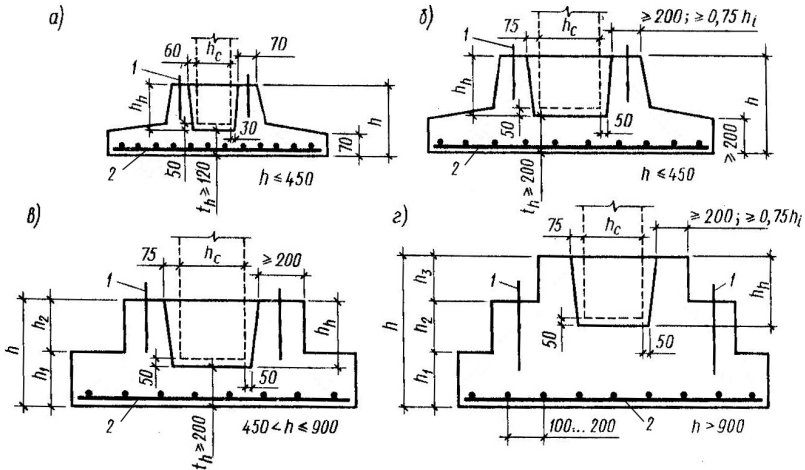 а)
60
h_c
70
1
h_h
h
30
2
50
t_h ≥ 120
70
h ≤ 450
б)
75
h_c
≥ 200 ; ≥ 0,75 h_i
1
h_h
h
50
50
2
t_h ≥ 200
≥ 200
h ≤ 450
в)
75
h_c
≥ 200
1
h
h_2
h_1
h_h
50
50
2
t_h ≥ 200
450 < h ≤ 900
г)
75
h_c
≥ 200 ; ≥ 0,75 h_i
1
1
h
h_3
h_2
h_1
h_h
50
50
100... 200
2
h > 900